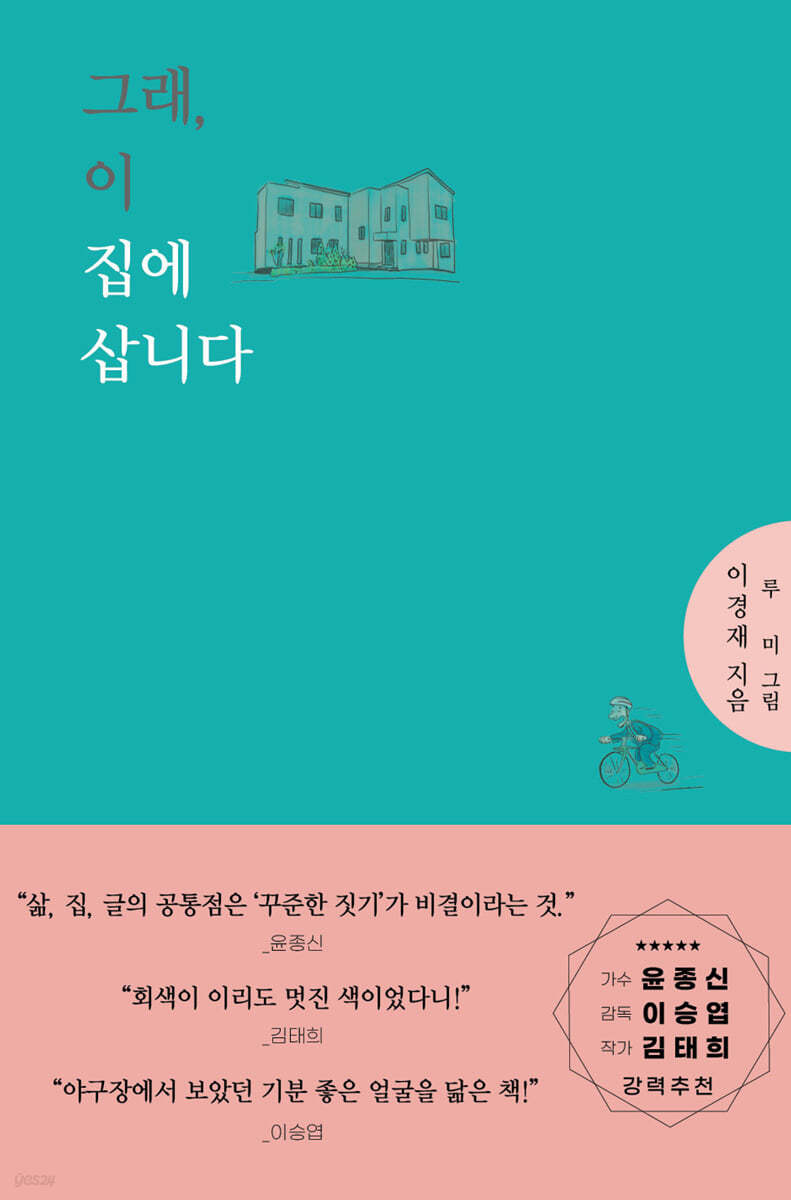 그래,
이
집에
삽니다
이경재 지음
루 미 그림
“삶, 집, 글의 공통점은 ‘꾸준한 짓기’가 비결이라는 것.”
_윤종신
“회색이 이리도 멋진 색이었다니!”
_김태희
“야구장에서 보았던 기분 좋은 얼굴을 닮은 책!”
_이승엽
★★★★★
가수 윤종신
감독 이승엽
작가 김태희
강력추천
yes24